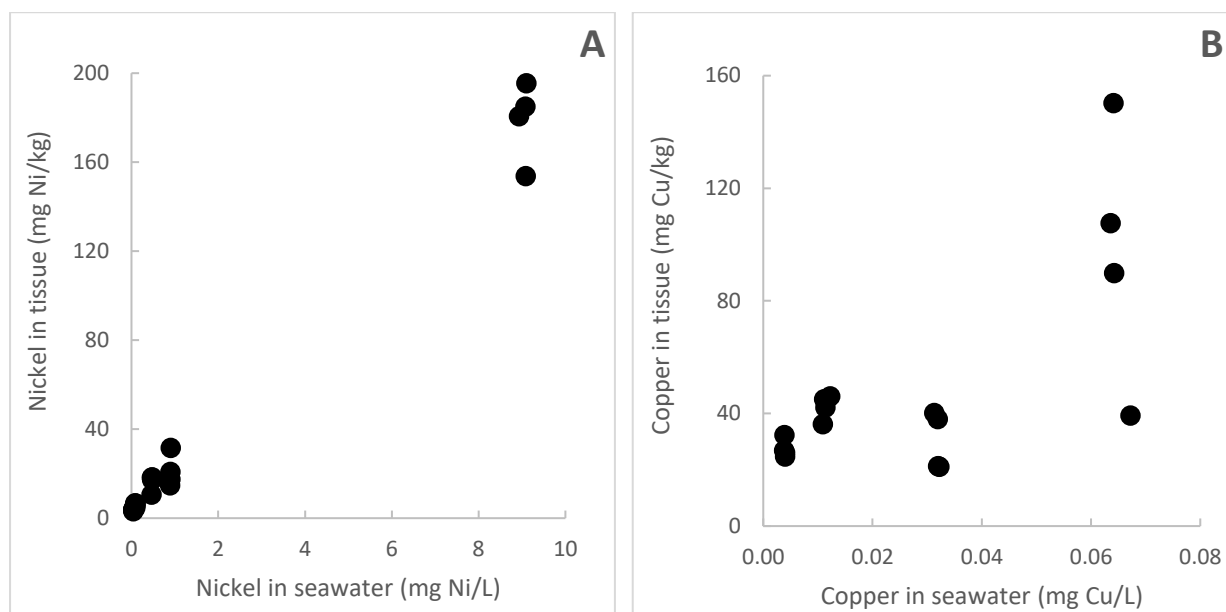 A
200
160
120
80
40
0
0 2 4 6 8 10
Nickel in tissue (mg Ni/kg)
Nickel in seawater (mg Ni/L)
B
160
120
80
40
0
0.00 0.02 0.04 0.06 0.08
Copper in tissue (mg Cu/kg)
Copper in seawater (mg Cu/L)